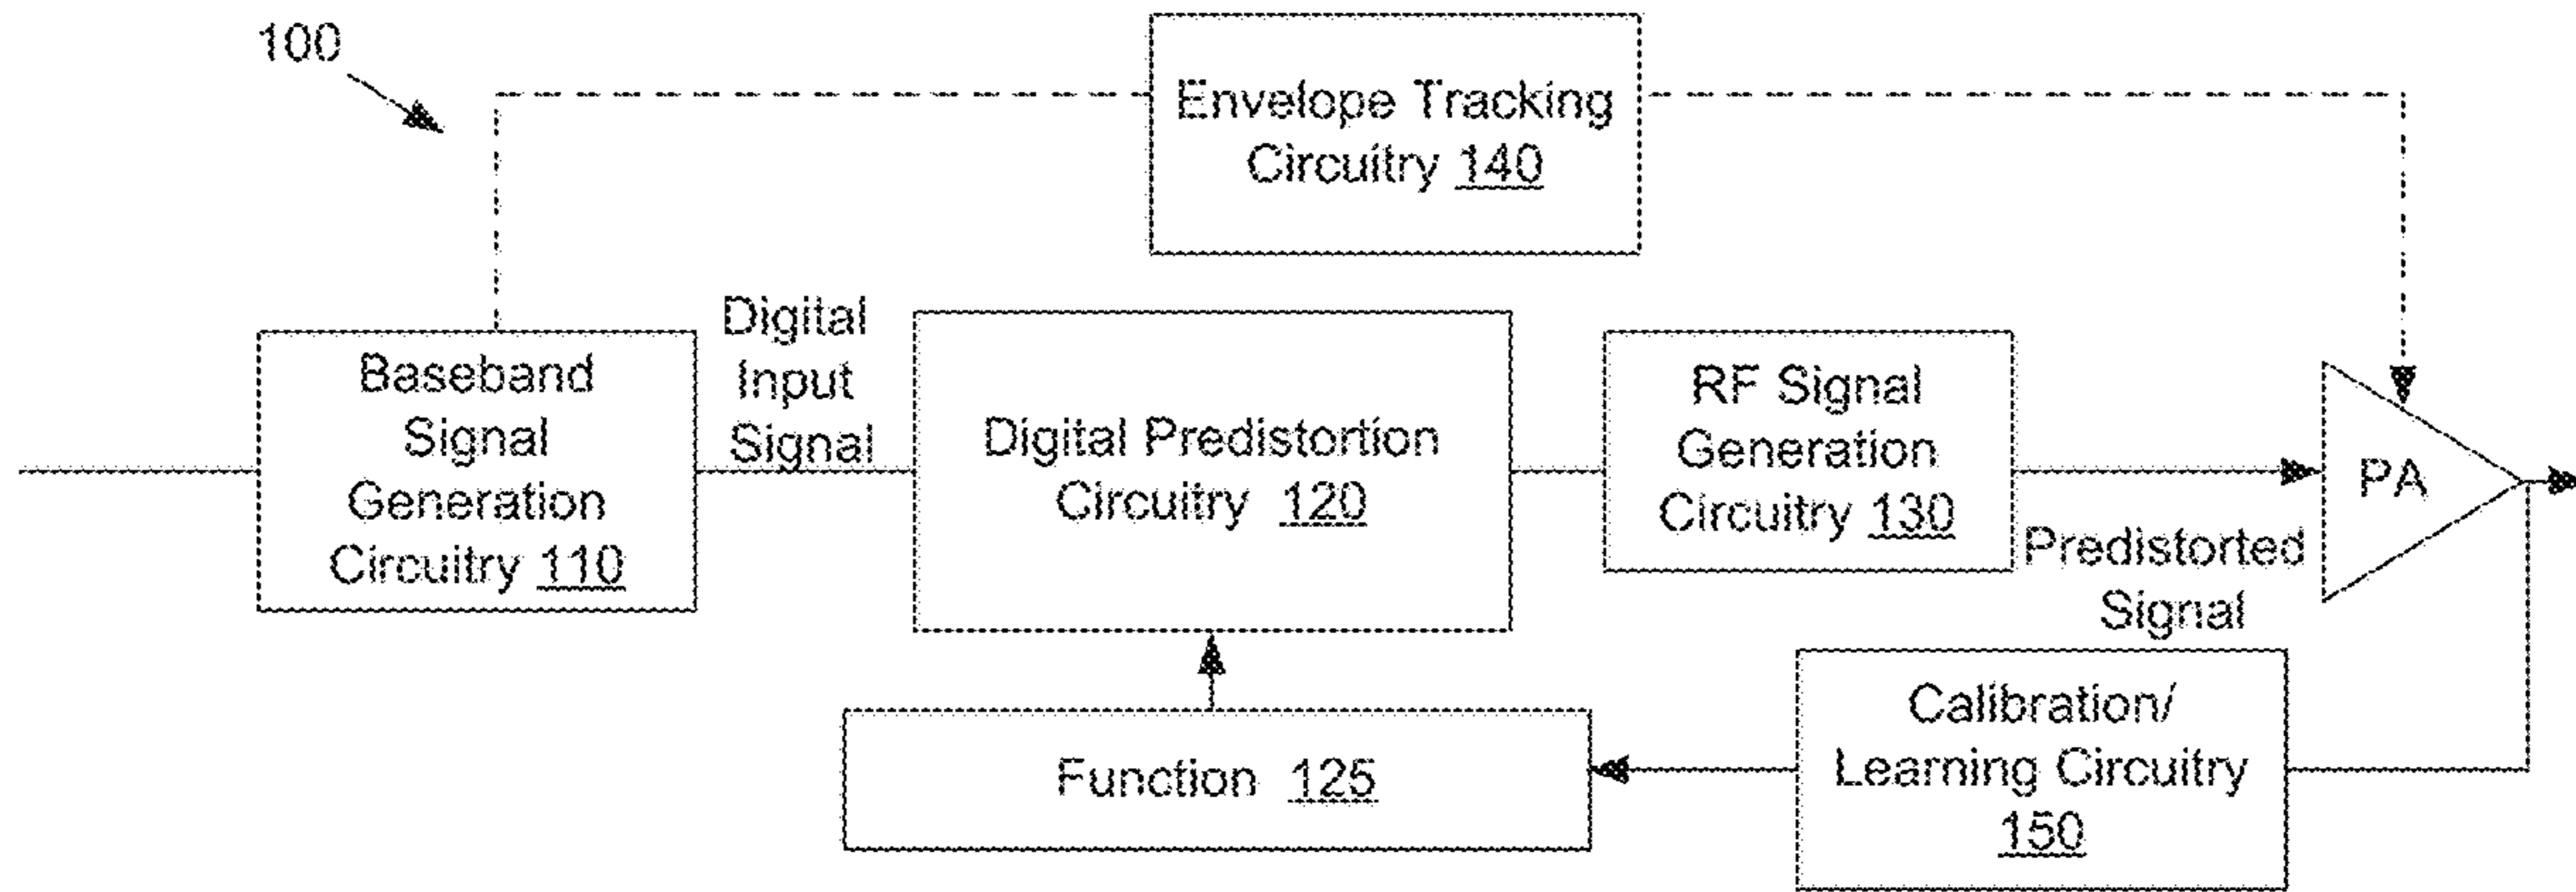 100
Envelope Tracking
Circuitry 140
Baseband
Signal
Generation
Circuitry 110
Digital
Input
Signal
Digital Predistortion
Circuitry 120
RF Signal
Generation
Circuitry 130
PA
Predistorted
Signal
Function 125
Calibration/
Learning Circuitry
150